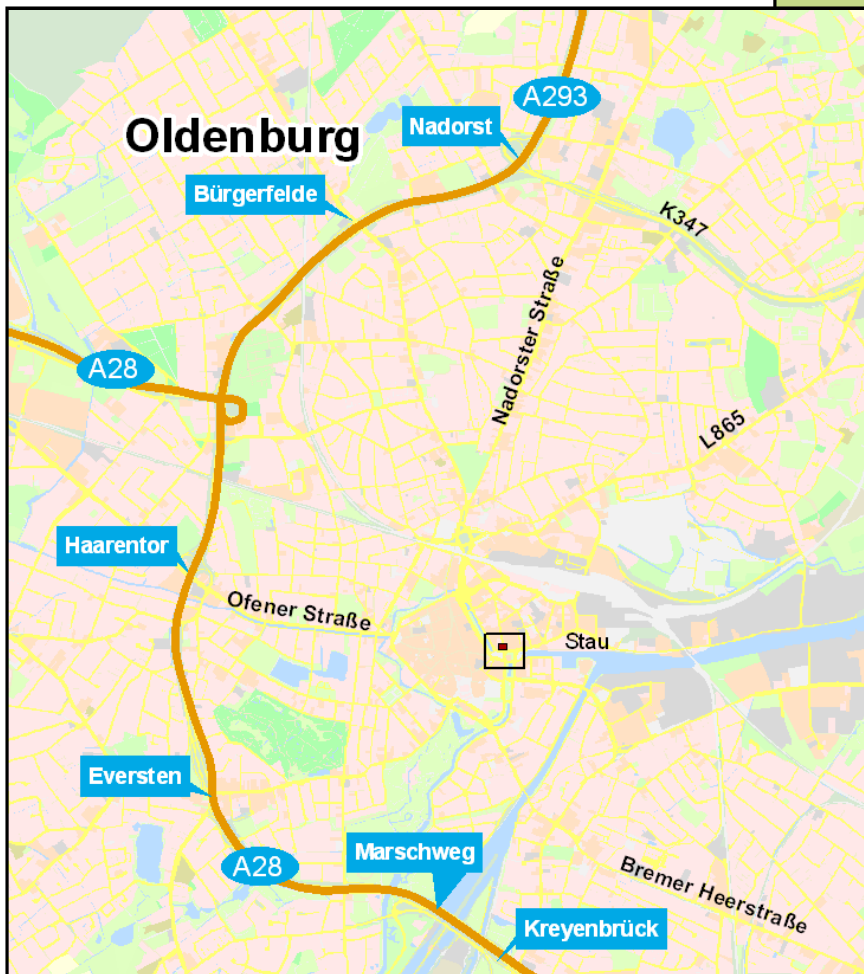 A293
Nadorst
Oldenburg
Bürgerfelde
K347
Nadorster Straße
A28
L865
Haarentor
Ofener Straße
Stau
Eversten
Marschweg
A28
Bremer Heerstraße
Kreyenbrück